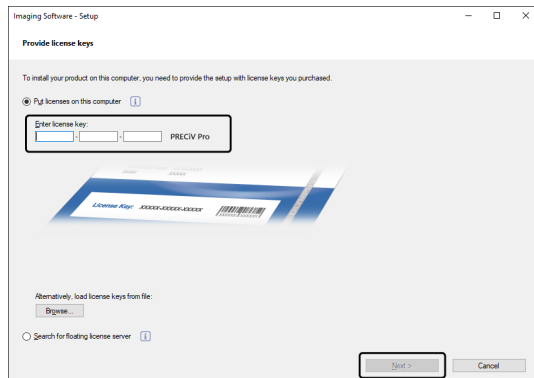 Imaging Software - Setup
Provide license keys
To install your product on this computer, you need to provide the setup with license keys you purchased.
Put licenses on this computer
Enter license key:
- - PRECiV Pro
License Key: XXXXX-XXXXX-XXXXX
Alternatively, load license keys from file:
Browse...
Search for floating license server
Next > Cancel